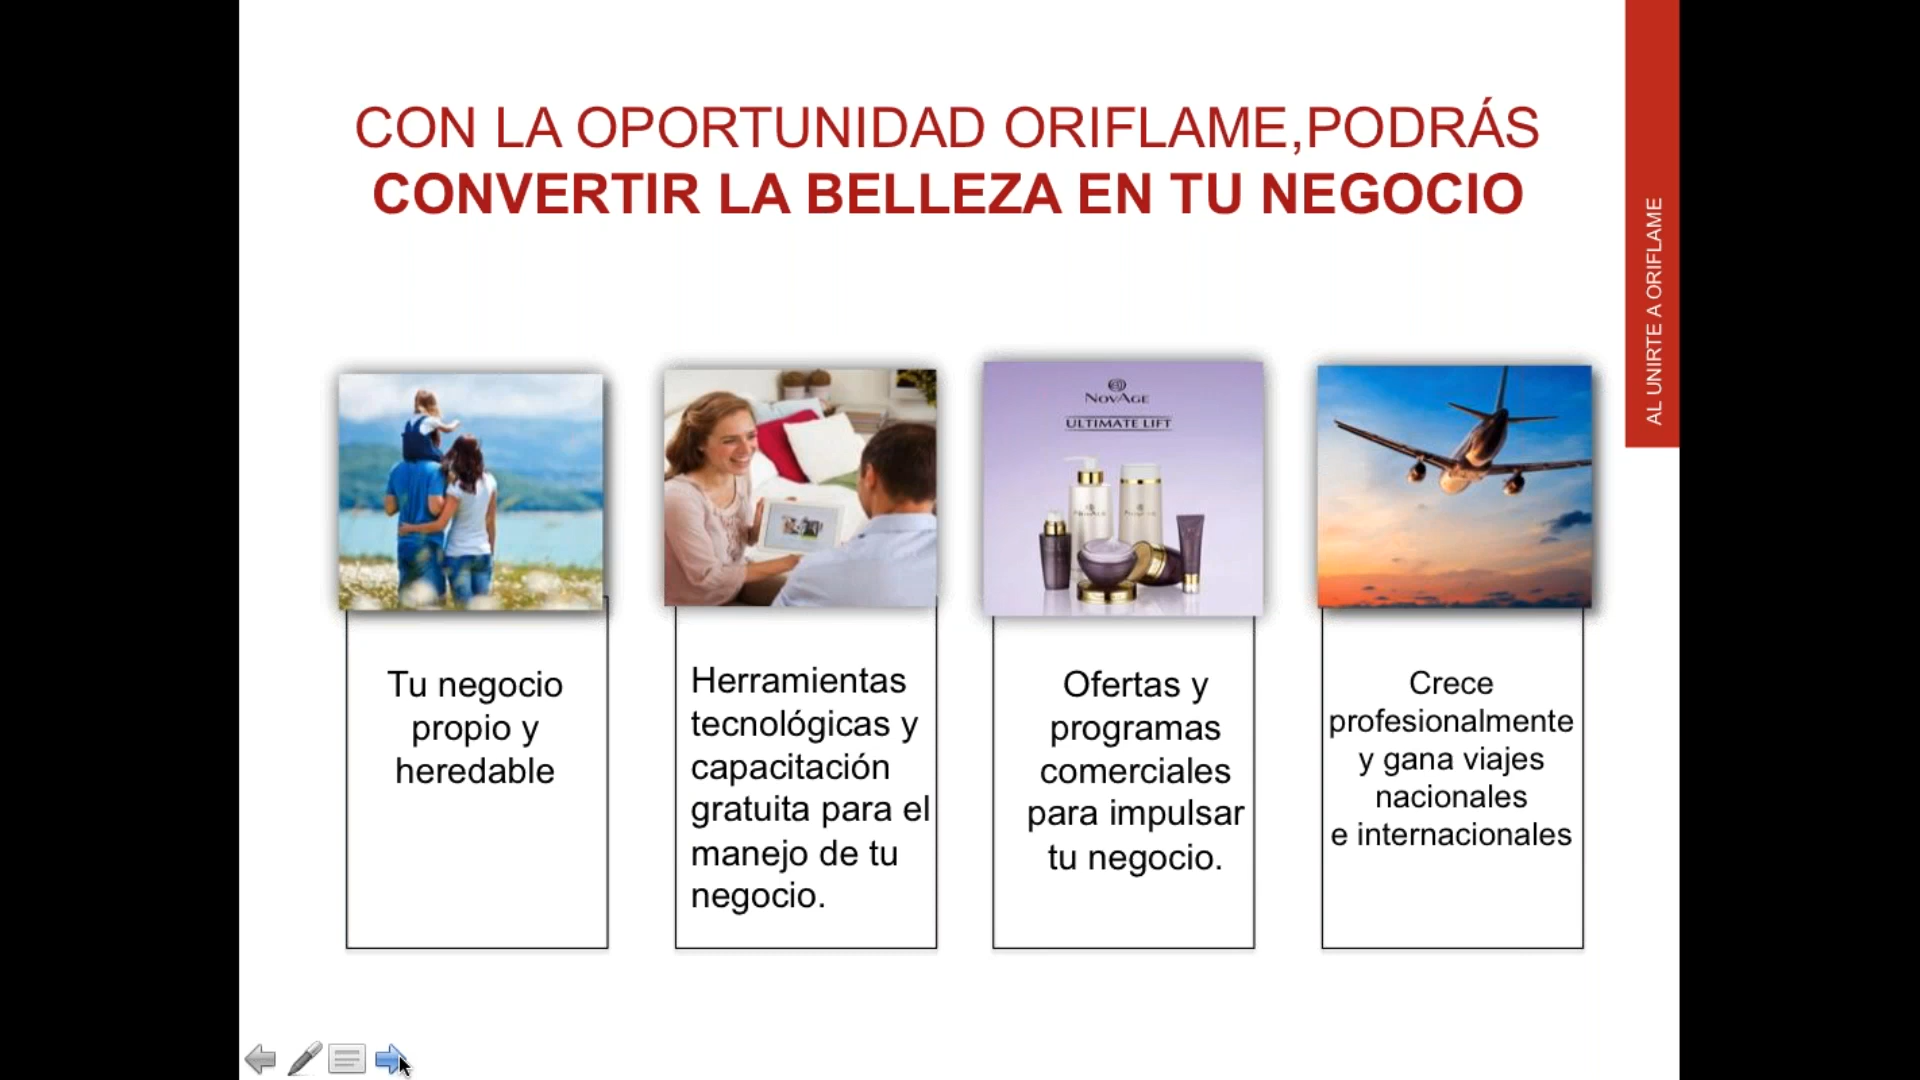 CON LA OPORTUNIDAD ORIFLAME,PODRÁS
CONVERTIR LA BELLEZA EN TU NEGOCIO
AL UNIRTE A ORIFLAME
NOVAGE
ULTIMATE LIFT
Tu negocio
propio y
heredable
Herramientas
tecnológicas y
capacitación
gratuita para el
manejo de tu
negocio.
Ofertas y
programas
comerciales
para impulsar
tu negocio.
Crece
profesionalmente
y gana viajes
nacionales
e internacionales